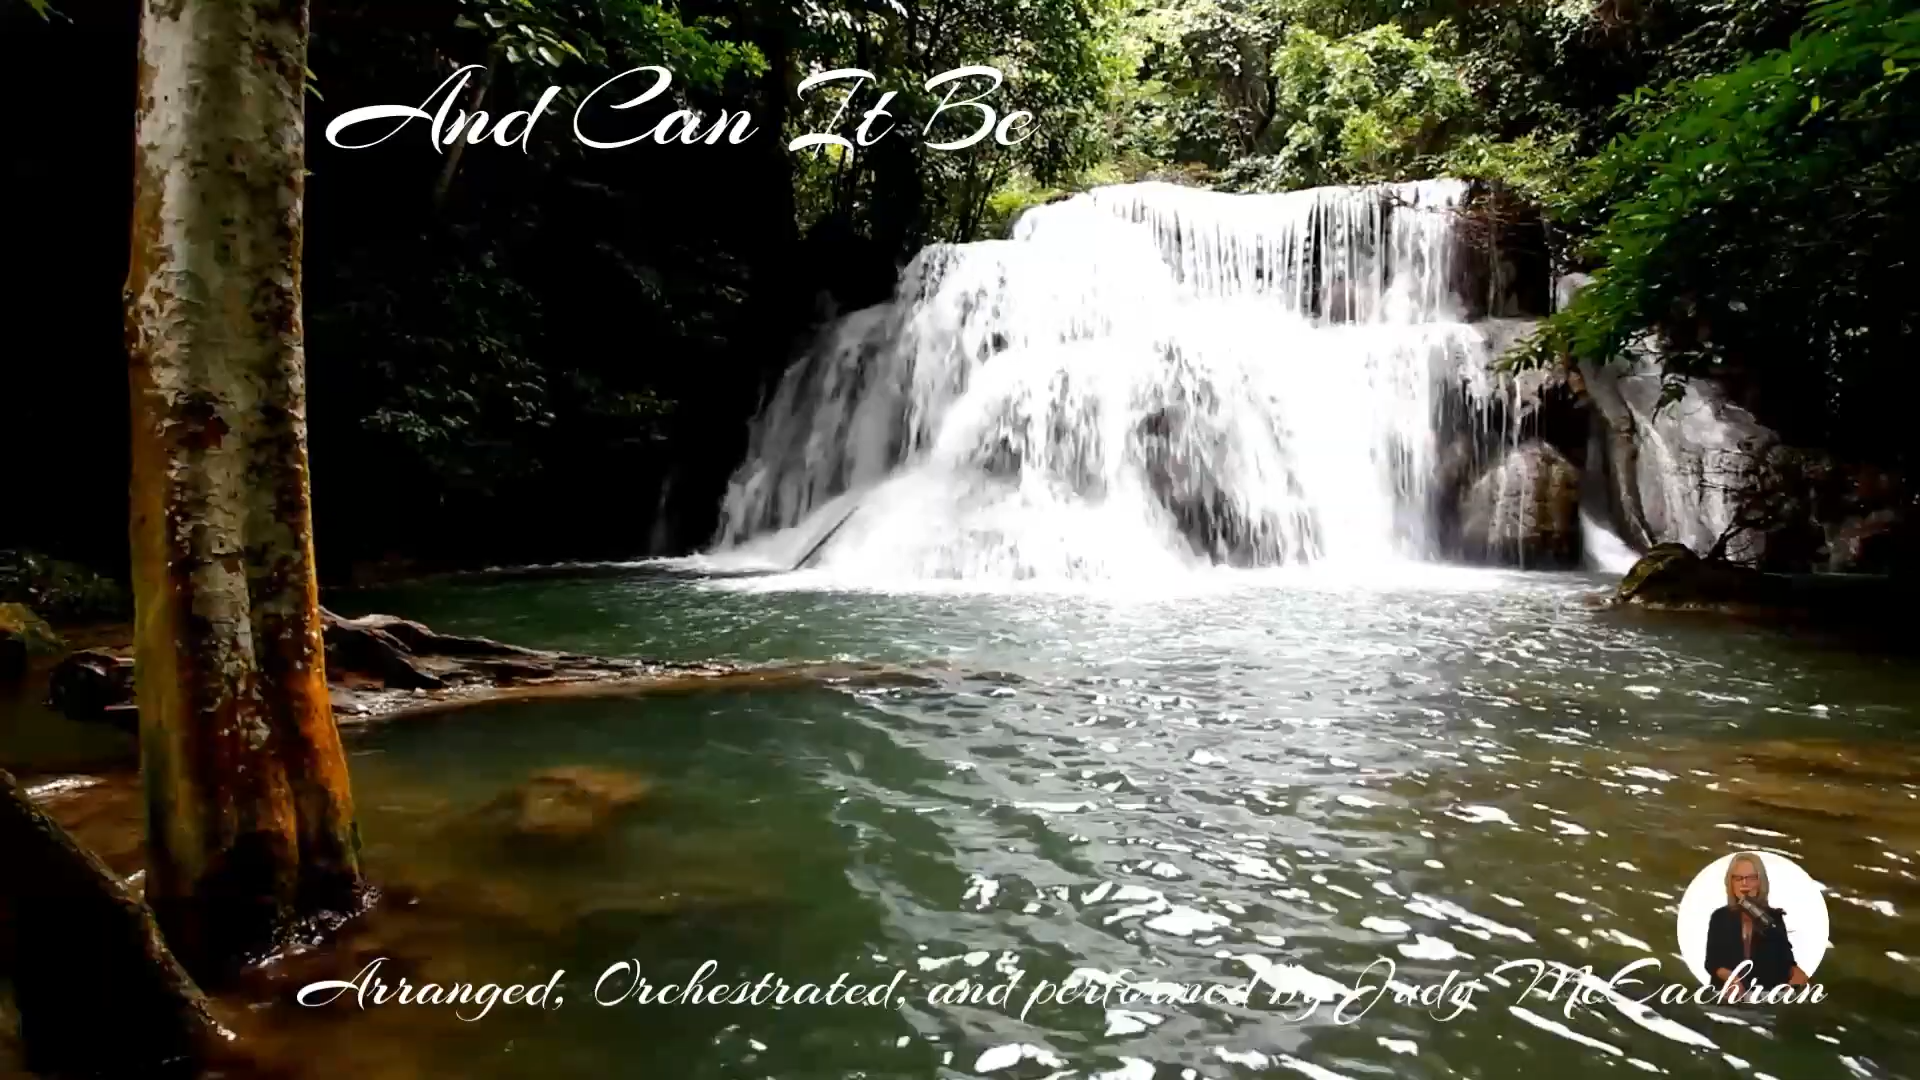 And Can It Be
Arranged, Orchestrated, and performed by Judy McEachran